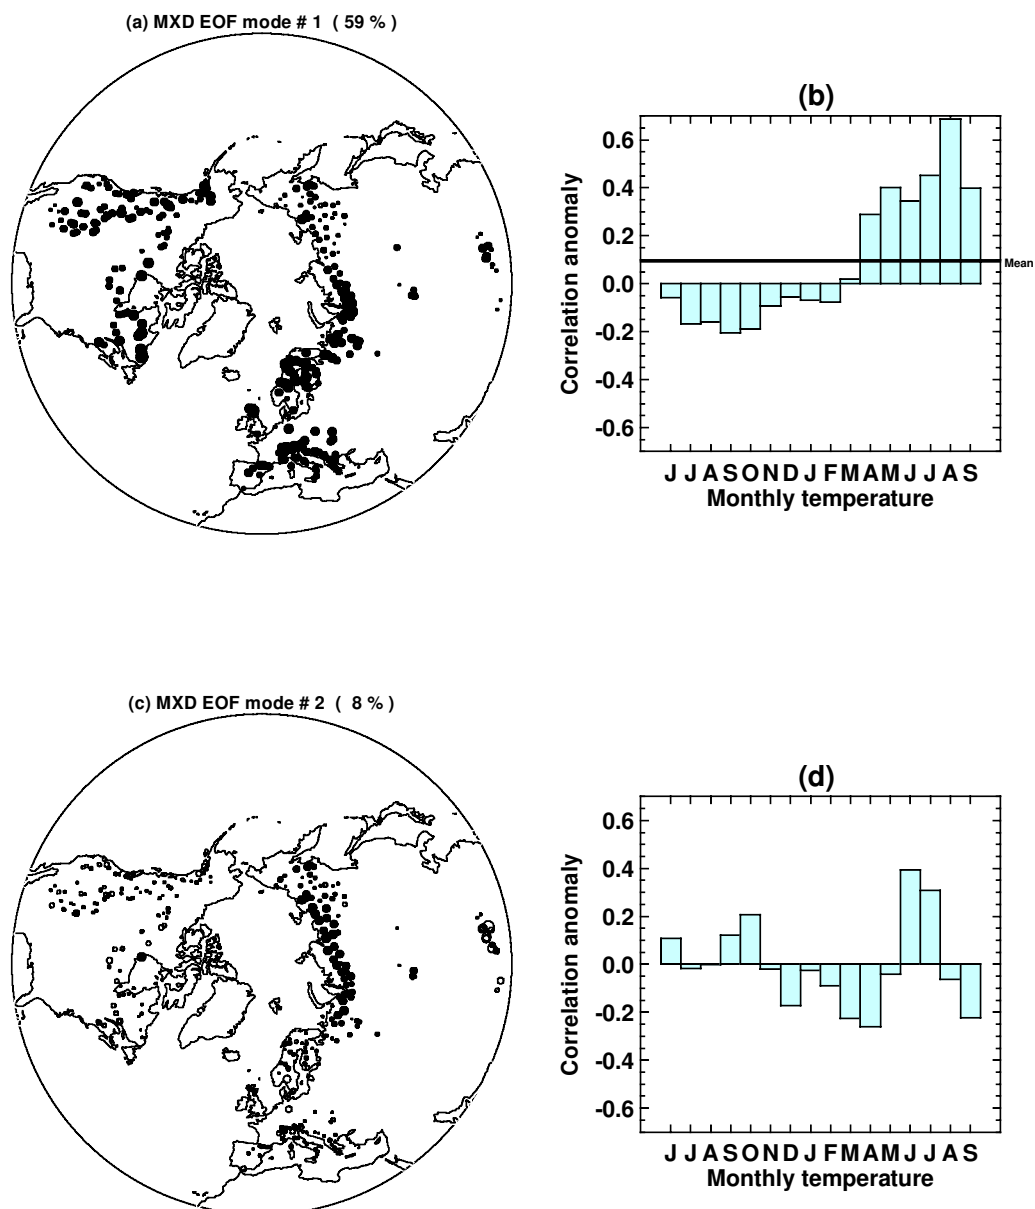 (a) MXD EOF mode # 1 ( 59 % )
(b)
0.6
0.4
0.2
0.0
-0.2
-0.4
-0.6
Correlation anomaly
Mean
J J A S O N D J F M A M J J A S
Monthly temperature
(c) MXD EOF mode # 2 ( 8 % )
(d)
0.6
0.4
0.2
0.0
-0.2
-0.4
-0.6
Correlation anomaly
J J A S O N D J F M A M J J A S
Monthly temperature